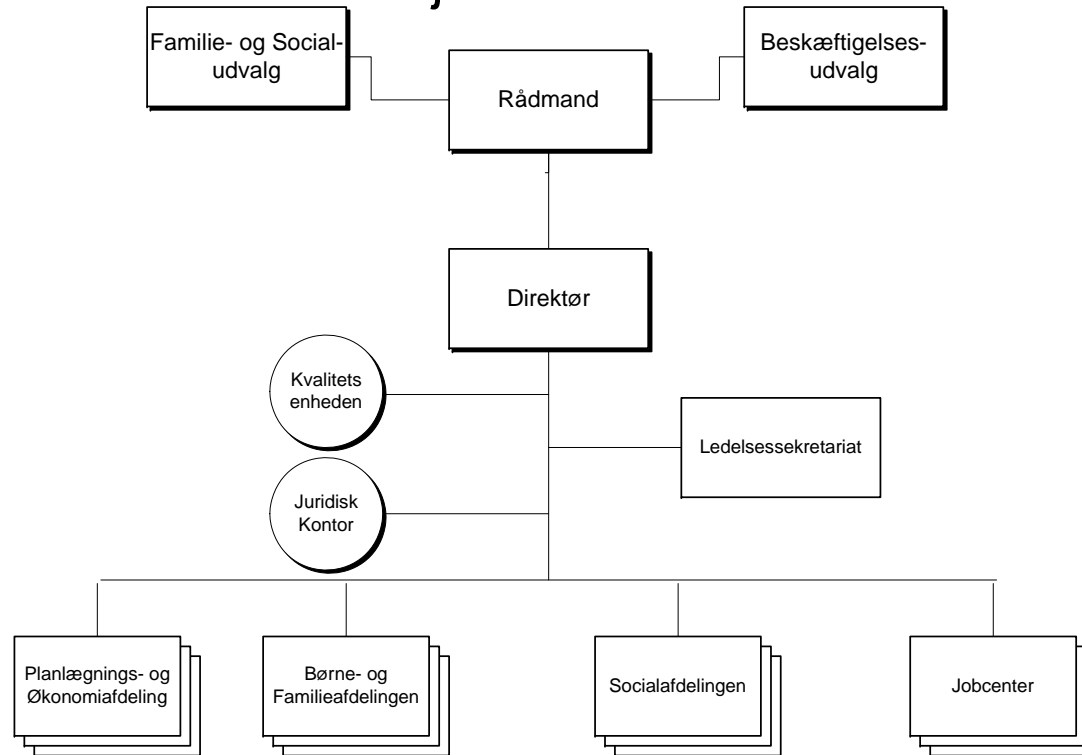 Familie- og Social-
udvalg
Rådmand
Beskæftigelses-
udvalg
Direktør
Kvalitets
enheden
Ledelsessekretariat
Juridisk
Kontor
Planlægnings- og
Økonomiafdeling
Børne- og
Familieafdelingen
Socialafdelingen
Jobcenter